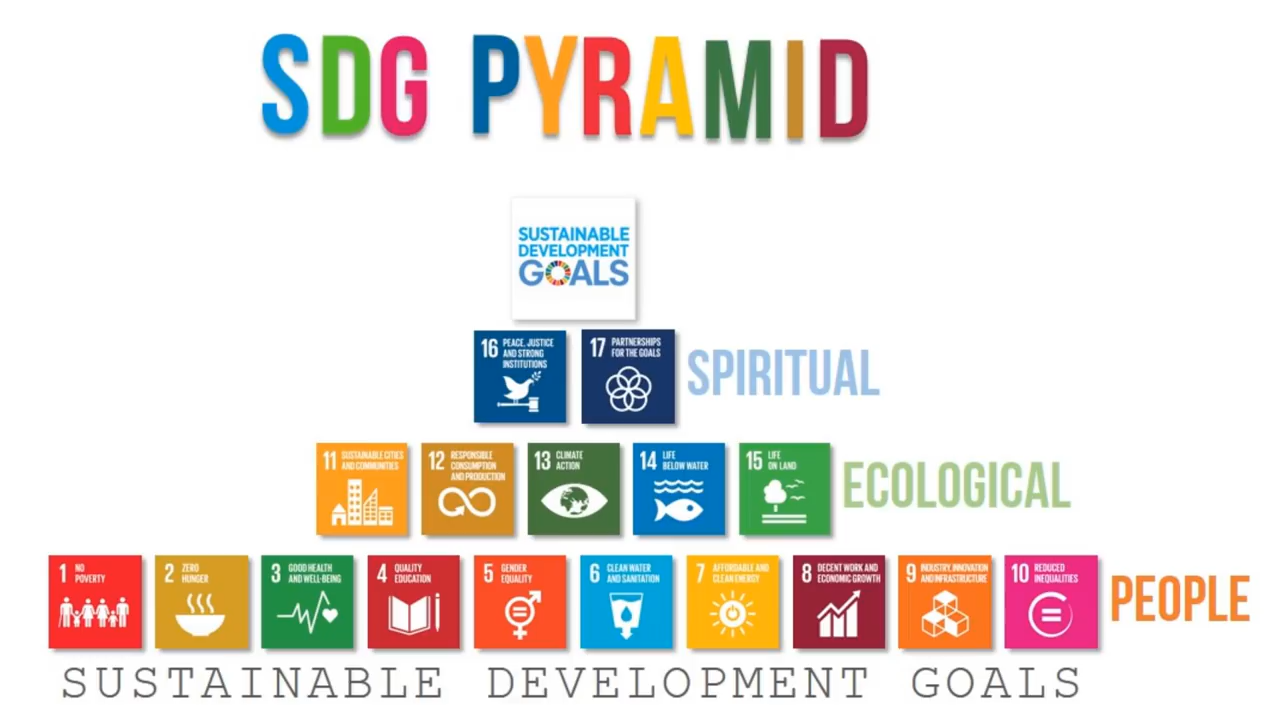 SDG PYRAMID
SUSTAINABLE
DEVELOPMENT
GOALS
16 PEACE, JUSTICE
AND STRONG
INSTITUTIONS
17 PARTNERSHIPS
FOR THE GOALS
SPIRITUAL
11 SUSTAINABLE CITIES
AND COMMUNITIES
12 RESPONSIBLE
CONSUMPTION
AND PRODUCTION
13 CLIMATE
ACTION
14 LIFE
BELOW WATER
15 LIFE
ON LAND
ECOLOGICAL
1 NO
POVERTY
2 ZERO
HUNGER
3 GOOD HEALTH
AND WELL-BEING
4 QUALITY
EDUCATION
5 GENDER
EQUALITY
6 CLEAN WATER
AND SANITATION
7 AFFORDABLE AND
CLEAN ENERGY
8 DECENT WORK AND
ECONOMIC GROWTH
9 INDUSTRY, INNOVATION
AND INFRASTRUCTURE
10 REDUCED
INEQUALITIES
PEOPLE
SUSTAINABLE DEVELOPMENT GOALS